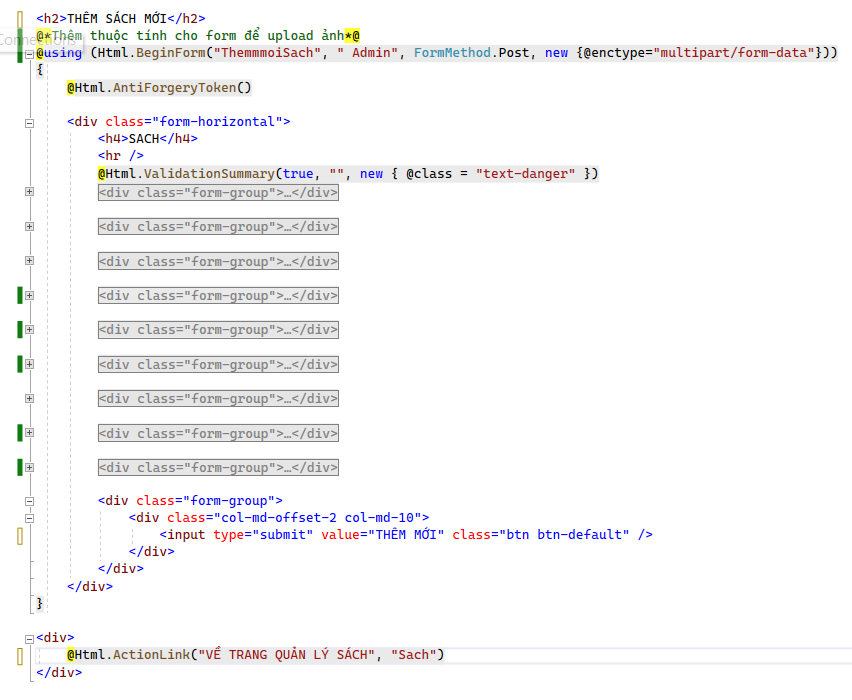 <h2>THÊM SÁCH MỚI</h2>
@*Thêm thuộc tính cho form để upload ảnh*@
@using (Html.BeginForm("ThemmmoiSach", " Admin", FormMethod.Post, new {@enctype="multipart/form-data"}))
{
@Html.AntiForgeryToken()
<div class="form-horizontal">
<h4>SACH</h4>
<hr />
@Html.ValidationSummary(true, "", new { @class = "text-danger" })
<div class="form-group">…</div>
<div class="form-group">…</div>
<div class="form-group">…</div>
<div class="form-group">…</div>
<div class="form-group">…</div>
<div class="form-group">…</div>
<div class="form-group">…</div>
<div class="form-group">…</div>
<div class="form-group">…</div>
<div class="form-group">
<div class="col-md-offset-2 col-md-10">
<input type="submit" value="THÊM MỚI" class="btn btn-default" />
</div>
</div>
</div>
}
<div>
@Html.ActionLink("VỀ TRANG QUẢN LÝ SÁCH", "Sach")
</div>